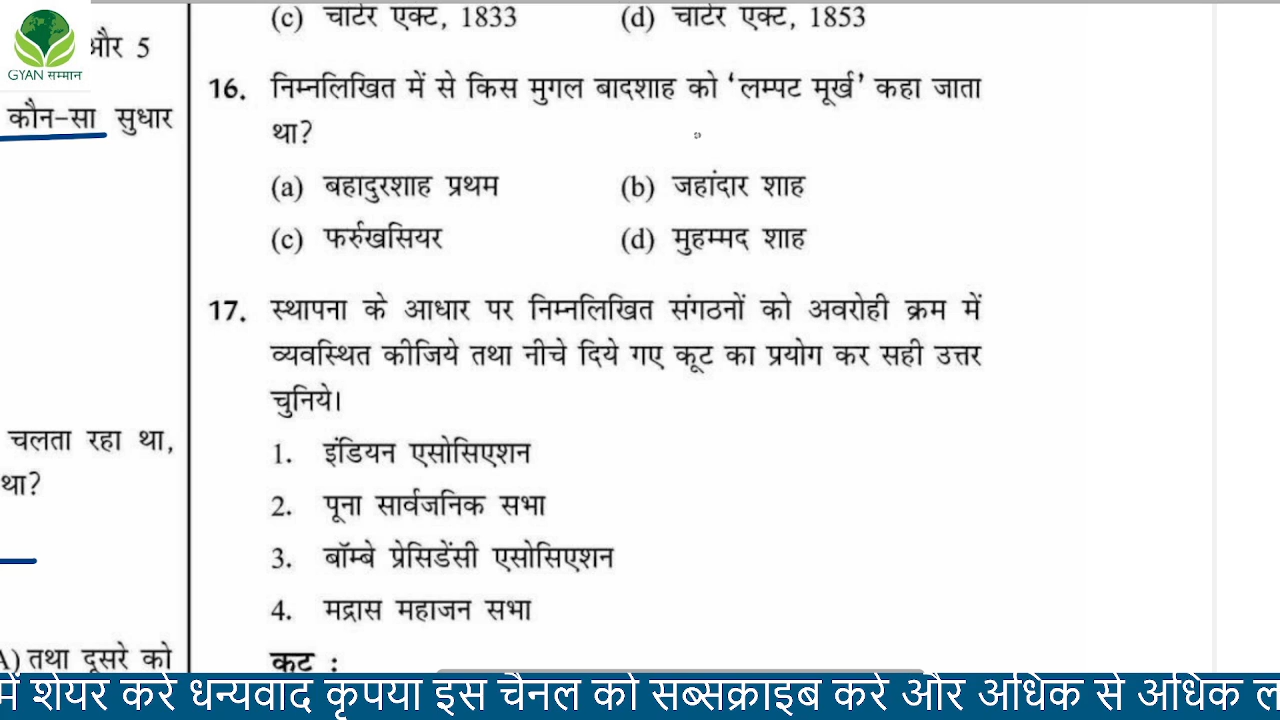 GYAN सम्मान
और 5
कौन-सा सुधार
चलता रहा था,
था?
तथा दूसरे को
(c) चार्टर एक्ट, 1833 (d) चार्टर एक्ट, 1853
16. निम्नलिखित में से किस मुगल बादशाह को ‘लम्पट मूर्ख’ कहा जाता
था?
(a) बहादुरशाह प्रथम (b) जहांदार शाह
(c) फर्रुखसियर (d) मुहम्मद शाह
17. स्थापना के आधार पर निम्नलिखित संगठनों को अवरोही क्रम में
व्यवस्थित कीजिये तथा नीचे दिये गए कूट का प्रयोग कर सही उत्तर
चुनिये।
1. इंडियन एसोसिएशन
2. पूना सार्वजनिक सभा
3. बॉम्बे प्रेसिडेंसी एसोसिएशन
4. मद्रास महाजन सभा
कूट :
में शेयर करे धन्यवाद कृपया इस चैनल को सब्सक्राइब करे और अधिक से अधिक